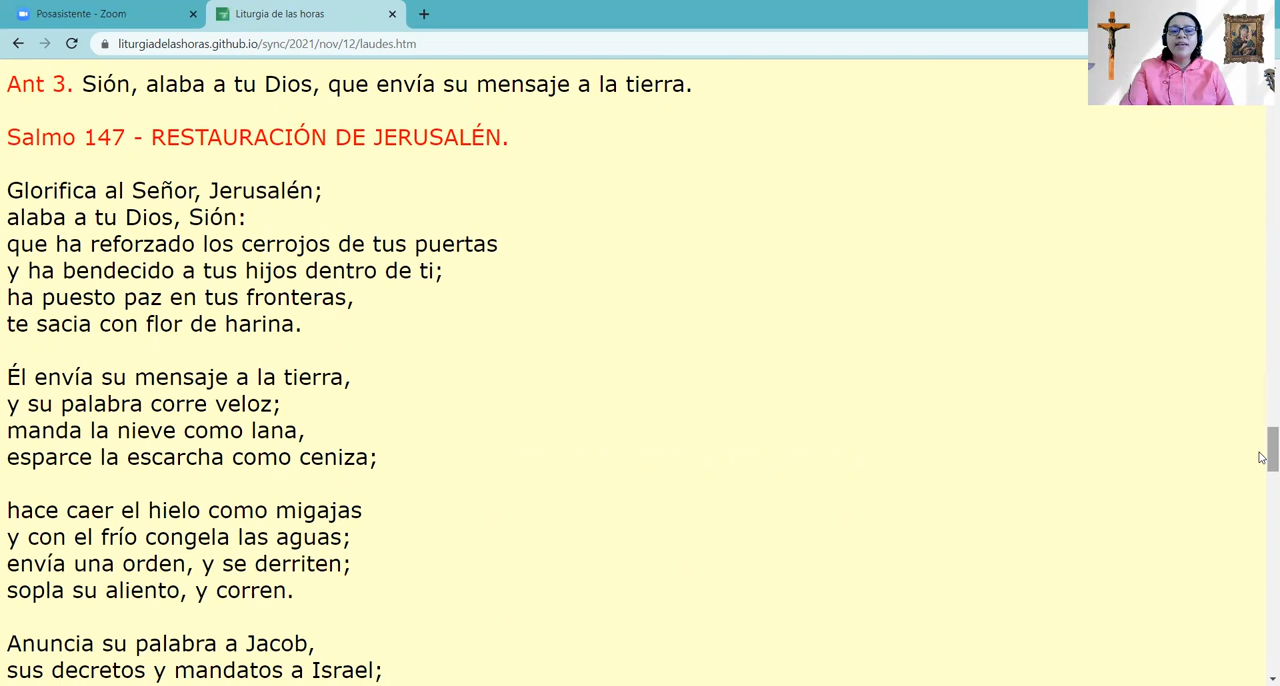 Posasistente - Zoom
Liturgia de las horas
liturgiadelashoras.github.io/sync/2021/nov/12/laudes.htm
Ant 3. Sión, alaba a tu Dios, que envía su mensaje a la tierra.
Salmo 147 - RESTAURACIÓN DE JERUSALÉN.
Glorifica al Señor, Jerusalén;
alaba a tu Dios, Sión:
que ha reforzado los cerrojos de tus puertas
y ha bendecido a tus hijos dentro de ti;
ha puesto paz en tus fronteras,
te sacia con flor de harina.
Él envía su mensaje a la tierra,
y su palabra corre veloz;
manda la nieve como lana,
esparce la escarcha como ceniza;
hace caer el hielo como migajas
y con el frío congela las aguas;
envía una orden, y se derriten;
sopla su aliento, y corren.
Anuncia su palabra a Jacob,
sus decretos y mandatos a Israel;